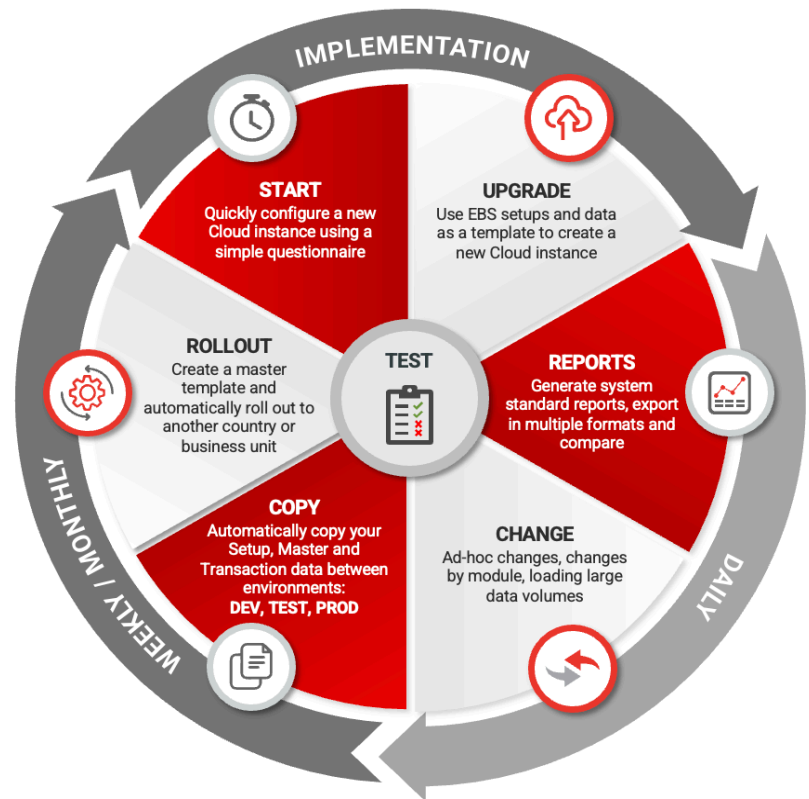 IMPLEMENTATION
START
Quickly configure a new
Cloud instance using a
simple questionnaire
UPGRADE
Use EBS setups and data
as a template to create a
new Cloud instance
ROLLOUT
Create a master
template and
automatically roll out to
another country or
business unit
TEST
REPORTS
Generate system
standard reports, export
in multiple formats and
compare
COPY
Automatically copy your
Setup, Master and
Transaction data between
environments:
DEV, TEST, PROD
CHANGE
Ad-hoc changes, changes
by module, loading large
data volumes
WEEKLY / MONTHLY
DAILY